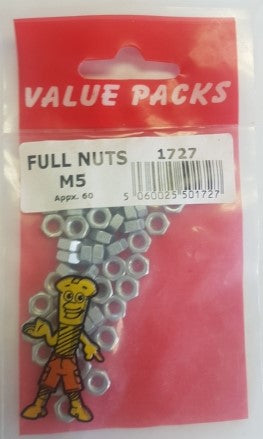 VALUE PACKS
FULL NUTS 1727
M5
Appx. 60
5 060025 501727